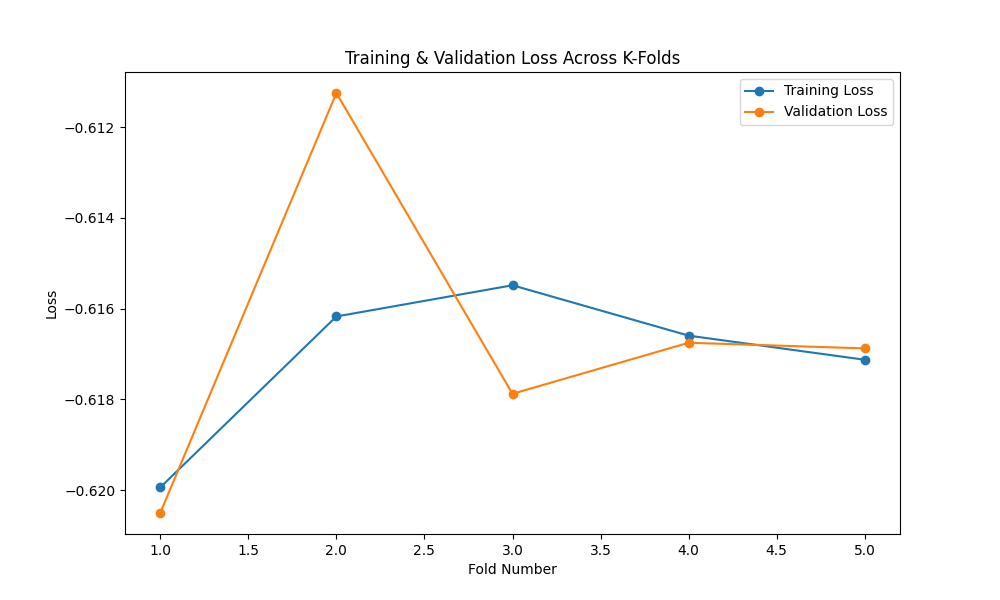 Training & Validation Loss Across K-Folds
Training Loss
Validation Loss
−0.612
−0.614
−0.616
−0.618
−0.620
Loss
1.0 1.5 2.0 2.5 3.0 3.5 4.0 4.5 5.0
Fold Number